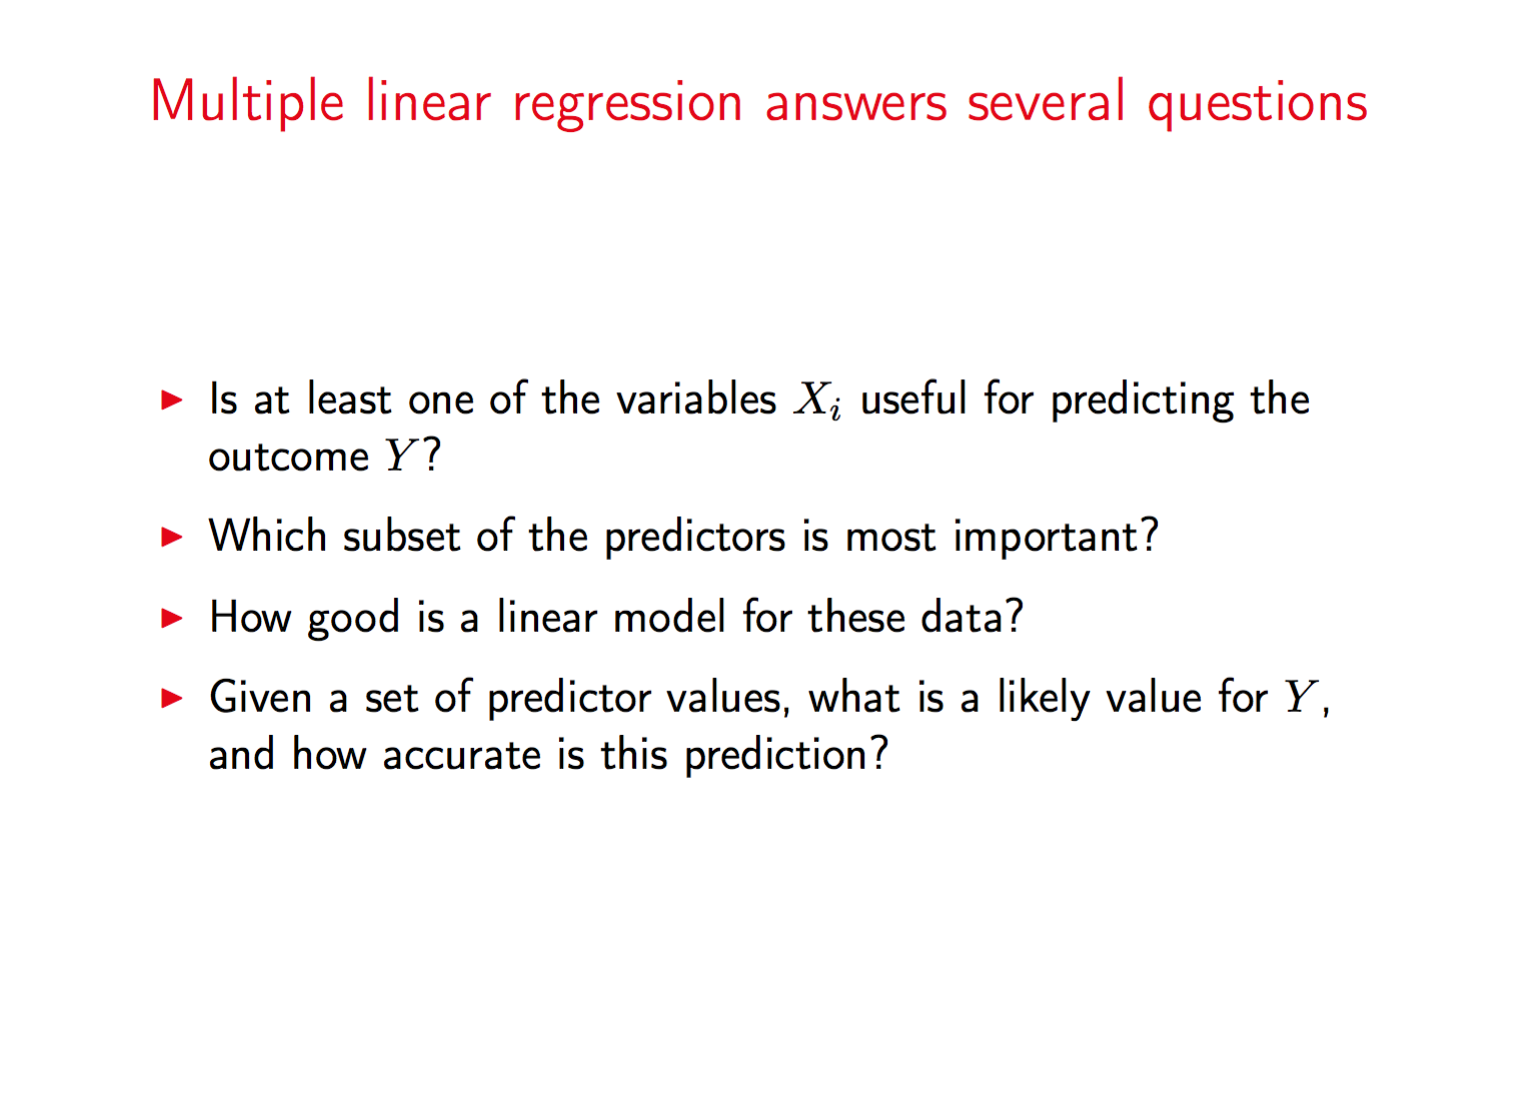 Multiple linear regression answers several questions
▶ Is at least one of the variables $X_i$ useful for predicting the
outcome $Y$?
▶ Which subset of the predictors is most important?
▶ How good is a linear model for these data?
▶ Given a set of predictor values, what is a likely value for $Y$,
and how accurate is this prediction?